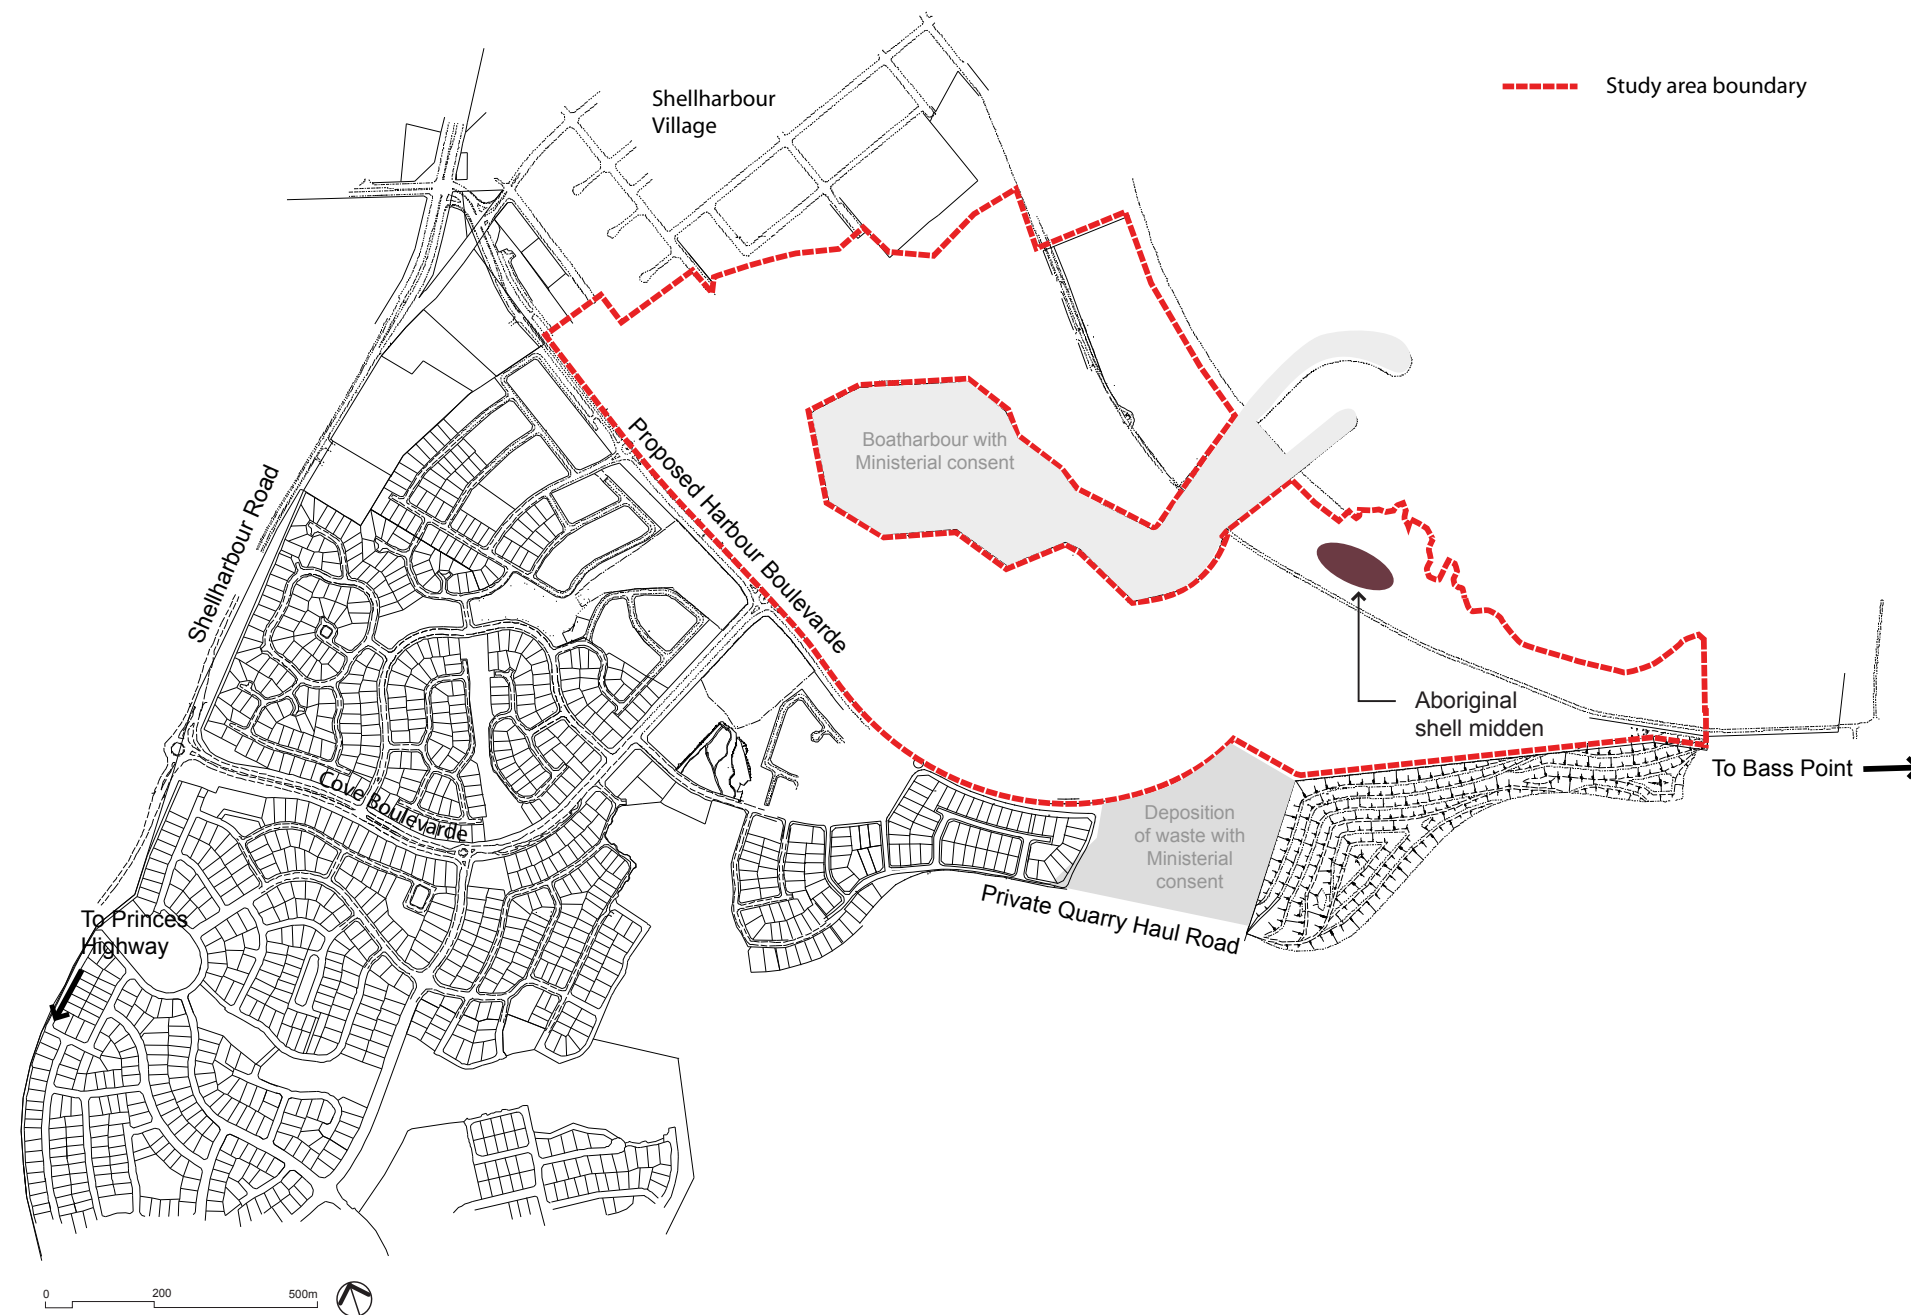 Shellharbour
Village
Study area boundary
Boatharbour with
Ministerial consent
Proposed Harbour Boulevarde
Shellharbour Road
Aboriginal
shell midden
To Bass Point
Cove Boulevarde
Deposition
of waste with
Ministerial
consent
Private Quarry Haul Road
To Princes
Highway
0 200 500m